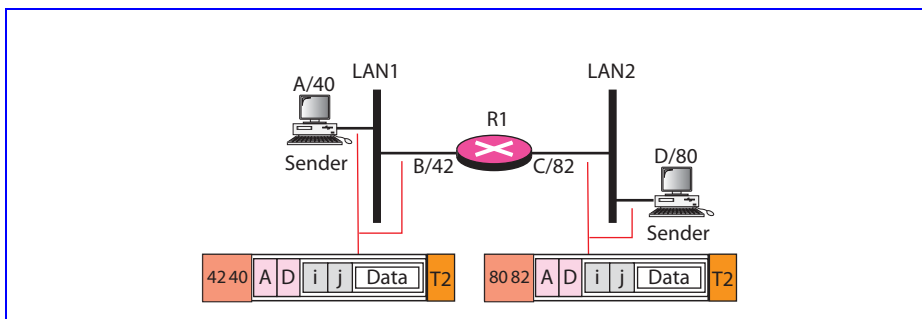 LAN1
LAN2
A/40
R1
Sender
B/42
C/82
D/80
Sender
42 40 A D i j Data T2
80 82 A D i j Data T2